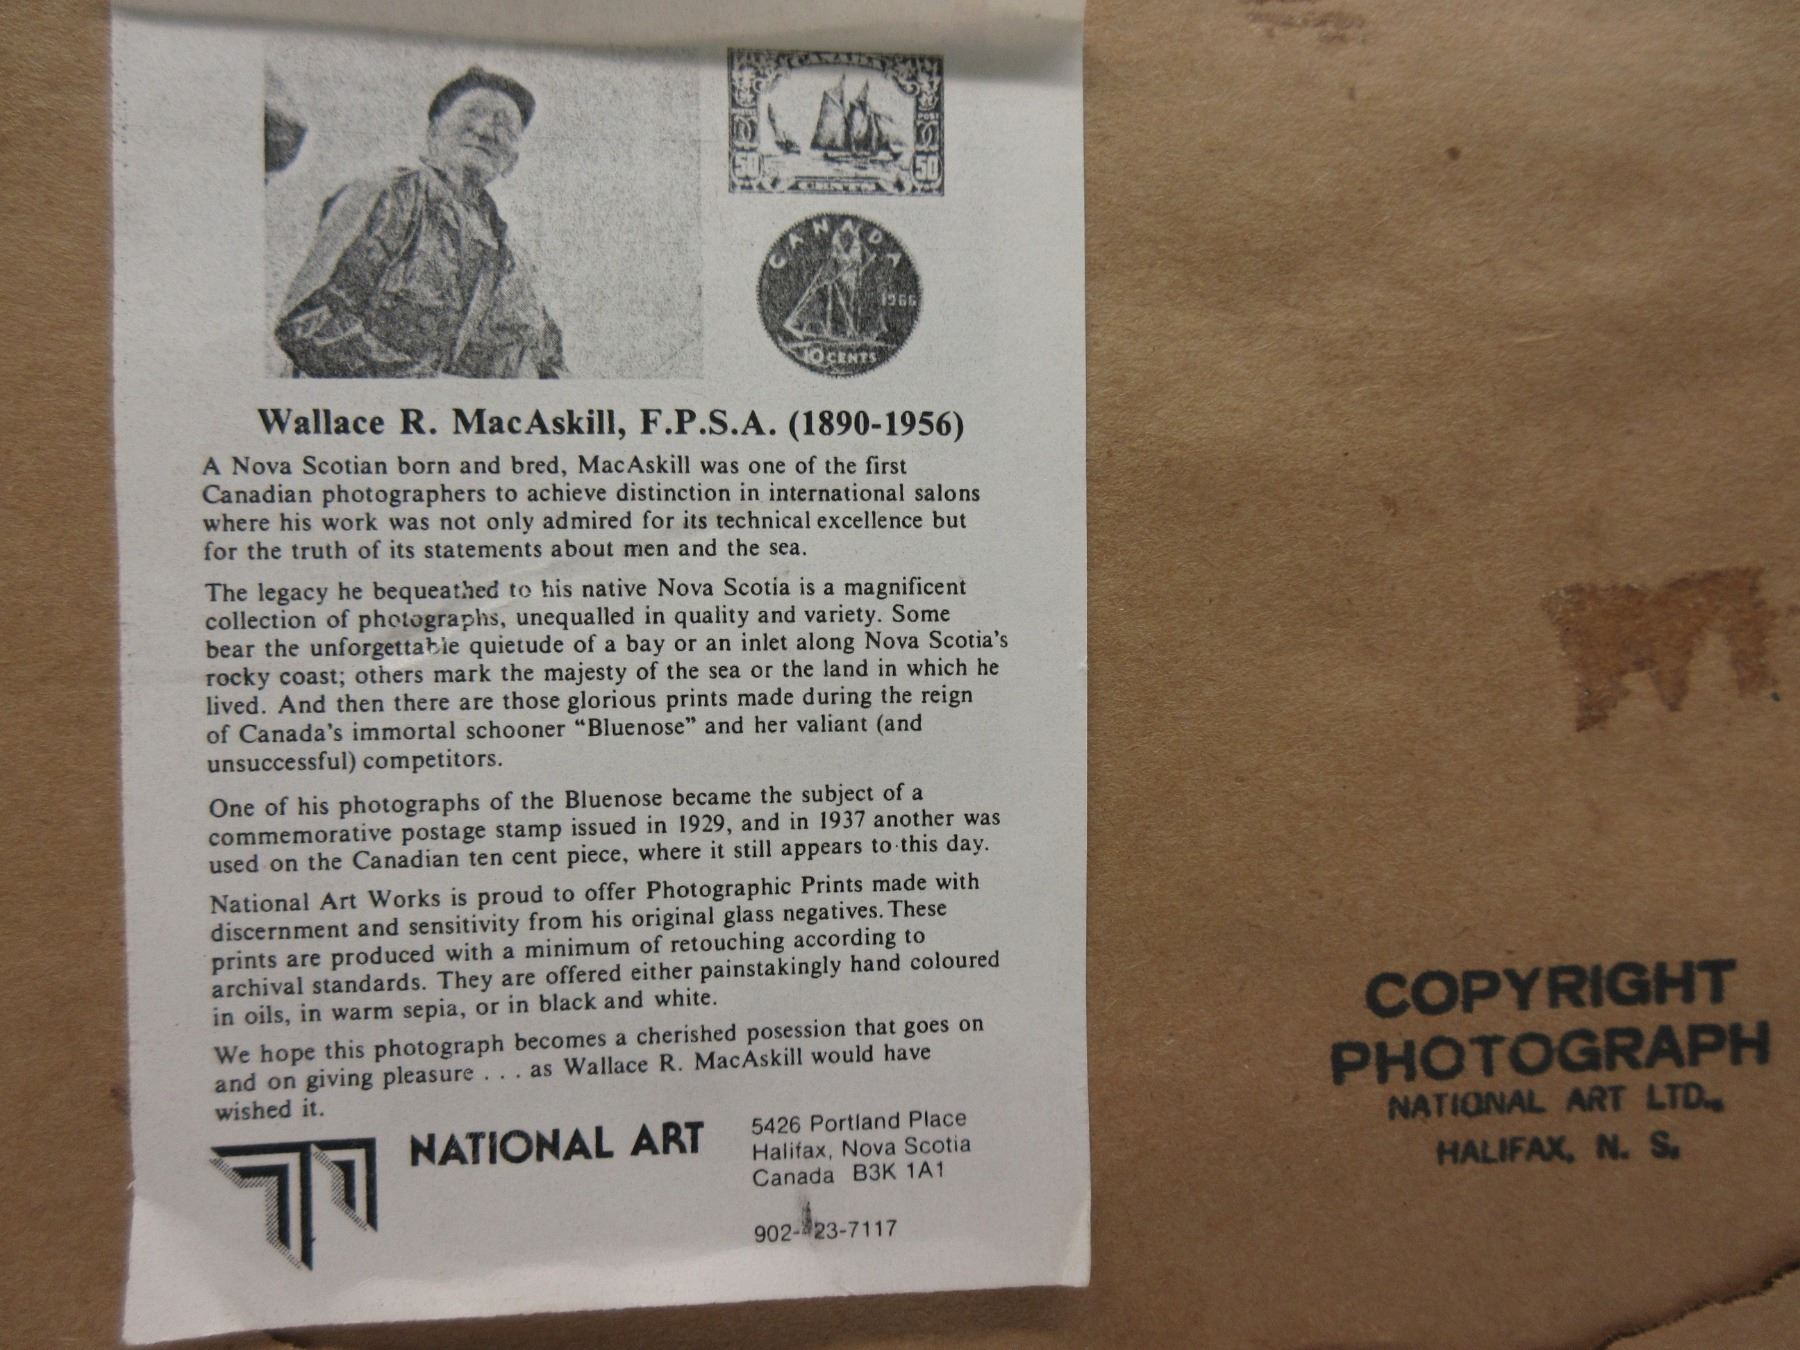 CANADA
POST
50
50
CENTS
CANADA
1966
10 CENTS
Wallace R. MacAskill, F.P.S.A. (1890-1956)
A Nova Scotian born and bred, MacAskill was one of the first
Canadian photographers to achieve distinction in international salons
where his work was not only admired for its technical excellence but
for the truth of its statements about men and the sea.
The legacy he bequeathed to his native Nova Scotia is a magnificent
collection of photographs, unequalled in quality and variety. Some
bear the unforgettable quietude of a bay or an inlet along Nova Scotia's
rocky coast; others mark the majesty of the sea or the land in which he
lived. And then there are those glorious prints made during the reign
of Canada's immortal schooner “Bluenose” and her valiant (and
unsuccessful) competitors.
One of his photographs of the Bluenose became the subject of a
commemorative postage stamp issued in 1929, and in 1937 another was
used on the Canadian ten cent piece, where it still appears to this day.
National Art Works is proud to offer Photographic Prints made with
discernment and sensitivity from his original glass negatives. These
prints are produced with a minimum of retouching according to
archival standards. They are offered either painstakingly hand coloured
in oils, in warm sepia, or in black and white.
We hope this photograph becomes a cherished posession that goes on
and on giving pleasure . . . as Wallace R. MacAskill would have
wished it.
NATIONAL ART
5426 Portland Place
Halifax, Nova Scotia
Canada B3K 1A1
902- 23-7117
COPYRIGHT
PHOTOGRAPH
NATIONAL ART LTD.,
HALIFAX, N. S.